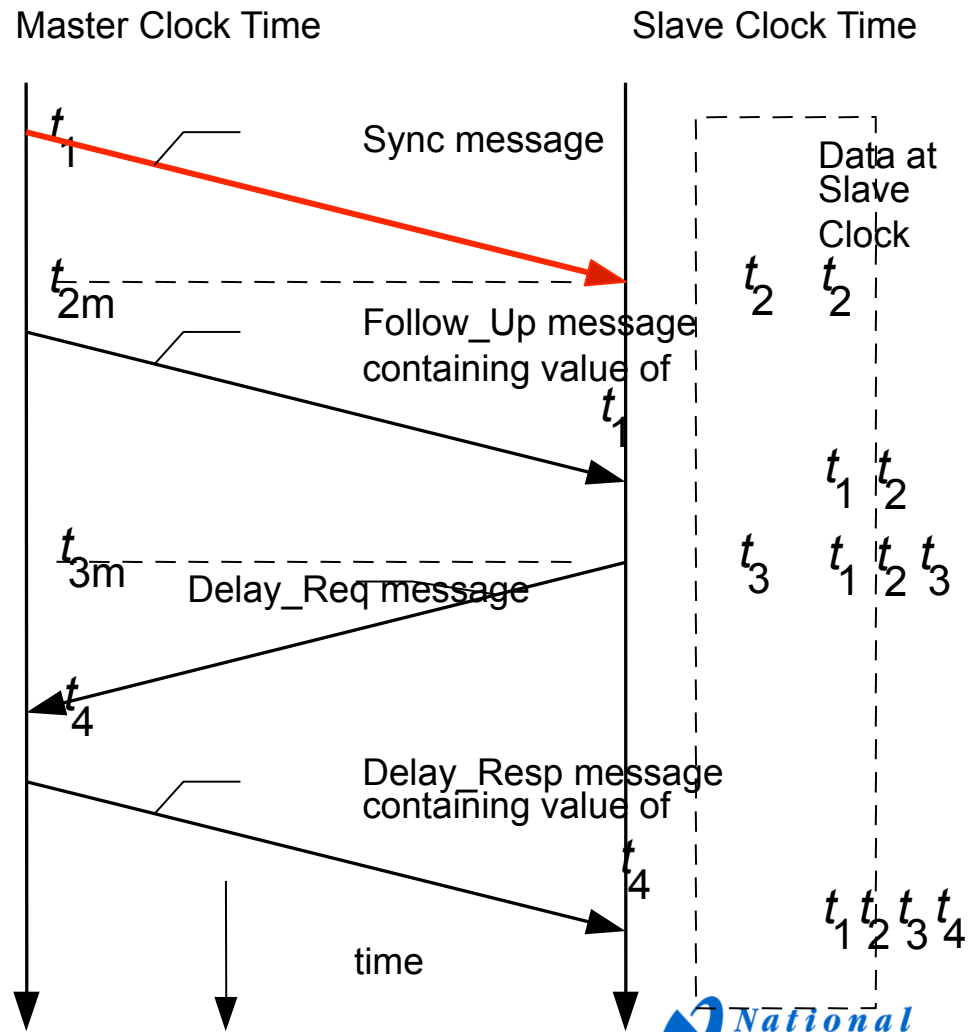 Master Clock Time
Slave Clock Time
t1
Sync message
Data at
Slave
Clock
t2m
t2 t2
Follow_Up message
containing value of
t1
t1 t2
t3m
t3 t1 t2 t3
Delay_Req message
t4
Delay_Resp message
containing value of
t4
t1 t2 t3 t4
time
National